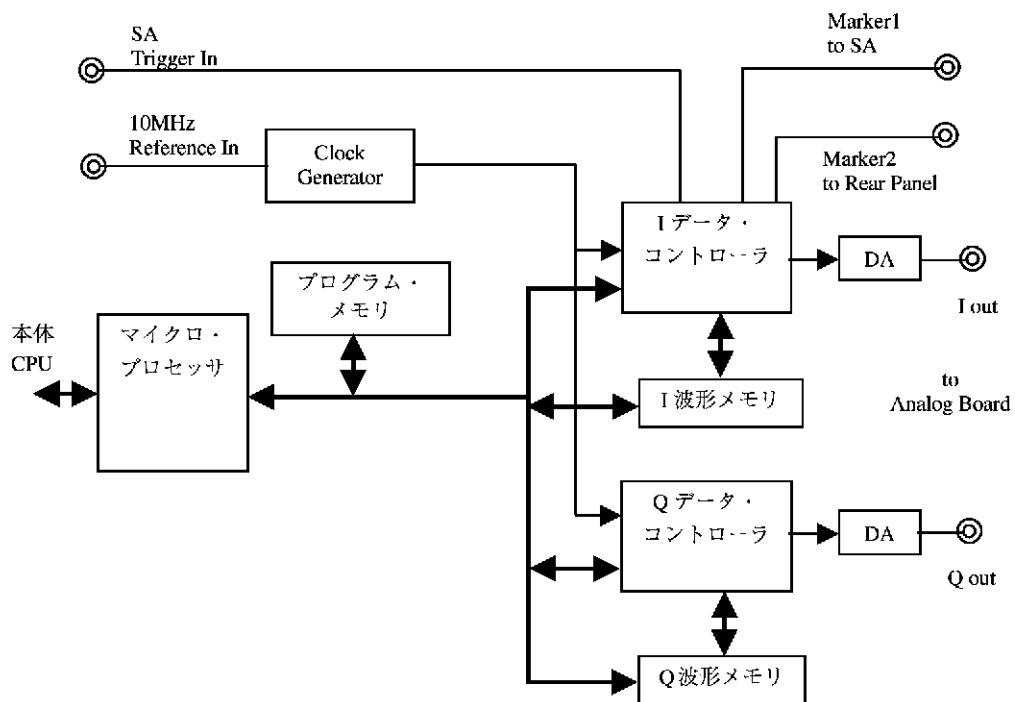 SA
Trigger In
Marker1
to SA
10MHz
Reference In
Clock
Generator
Marker2
to Rear Panel
I データ・
コントローラ
DA
I out
プログラム・
メモリ
本体
CPU
マイクロ・
プロセッサ
I 波形メモリ
to
Analog Board
Q データ・
コントローラ
DA
Q out
Q 波形メモリ